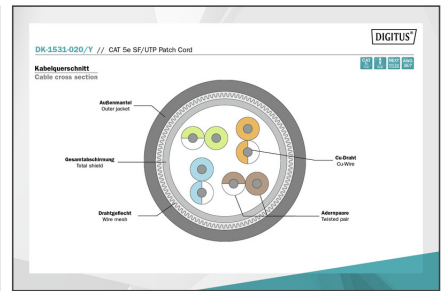 DIGITUS®
DK-1531-020/Y // CAT 5e SF/UTP Patch Cord
Kabelquerschnitt
Cable cross section
Außenmantel
Outer jacket
Gesamtabschirmung
Total shield
Drahtgeflecht
Wire mesh
Cu-Draht
Cu-Wire
Adernpaare
Twisted pair